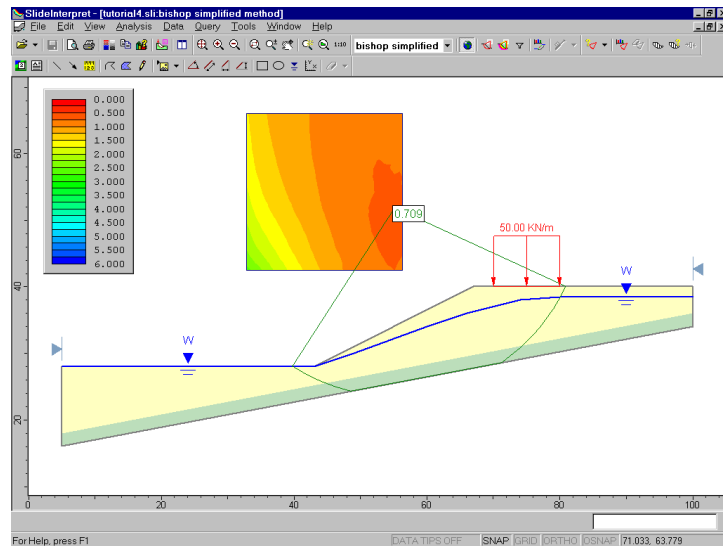 SlideInterpret - [tutorial4.sli:bishop simplified method]
File Edit View Analysis Data Query Tools Window Help
1:10 bishop simplified
0.000
0.500
1.000
1.500
2.000
2.500
3.000
3.500
4.000
4.500
5.000
5.500
6.000
0.709
50.00 KN/m
W
W
60
40
20
0 20 40 60 80 100
For Help, press F1 DATA TIPS OFF SNAP GRID ORTHO OSNAP 71.033, 63.779